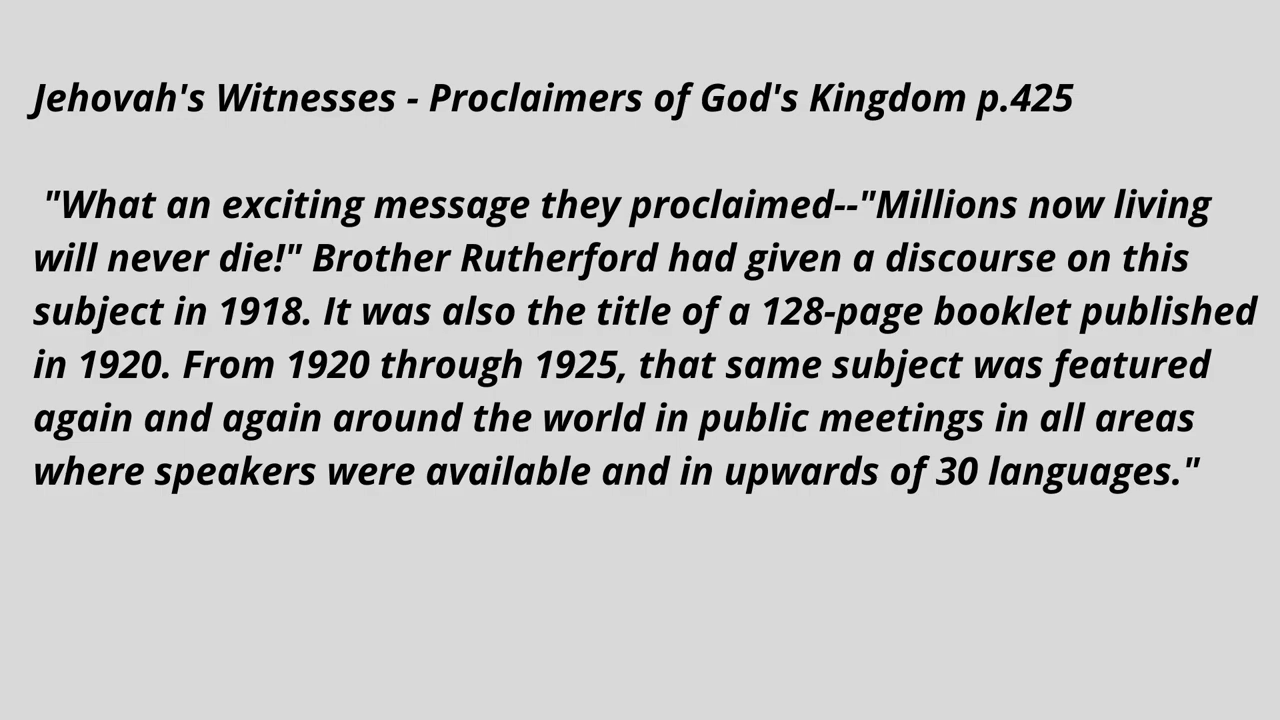 Jehovah's Witnesses - Proclaimers of God's Kingdom p.425
"What an exciting message they proclaimed--"Millions now living
will never die!" Brother Rutherford had given a discourse on this
subject in 1918. It was also the title of a 128-page booklet published
in 1920. From 1920 through 1925, that same subject was featured
again and again around the world in public meetings in all areas
where speakers were available and in upwards of 30 languages."